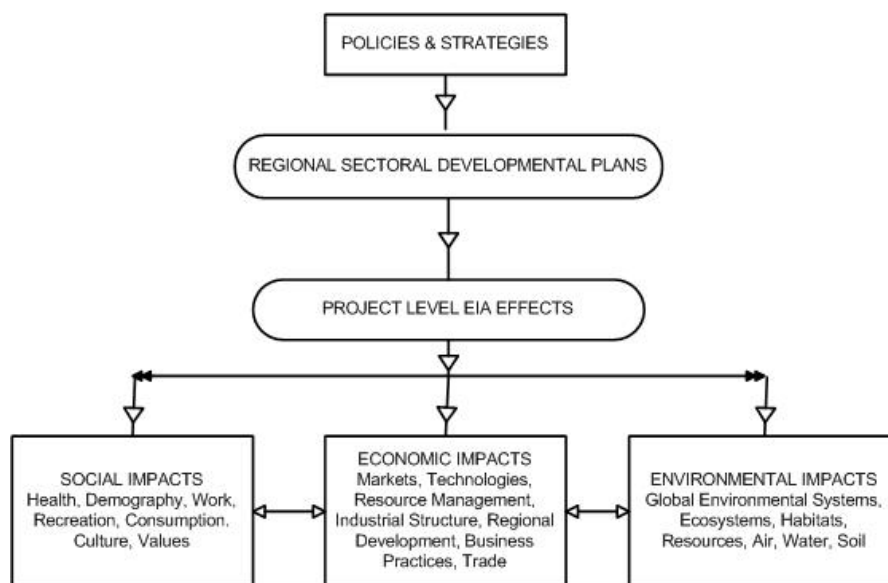 POLICIES & STRATEGIES
REGIONAL SECTORAL DEVELOPMENTAL PLANS
PROJECT LEVEL EIA EFFECTS
SOCIAL IMPACTS
Health, Demography, Work,
Recreation, Consumption.
Culture, Values
ECONOMIC IMPACTS
Markets, Technologies,
Resource Management,
Industrial Structure, Regional
Development, Business
Practices, Trade
ENVIRONMENTAL IMPACTS
Global Environmental Systems,
Ecosystems, Habitats,
Resources, Air, Water, Soil